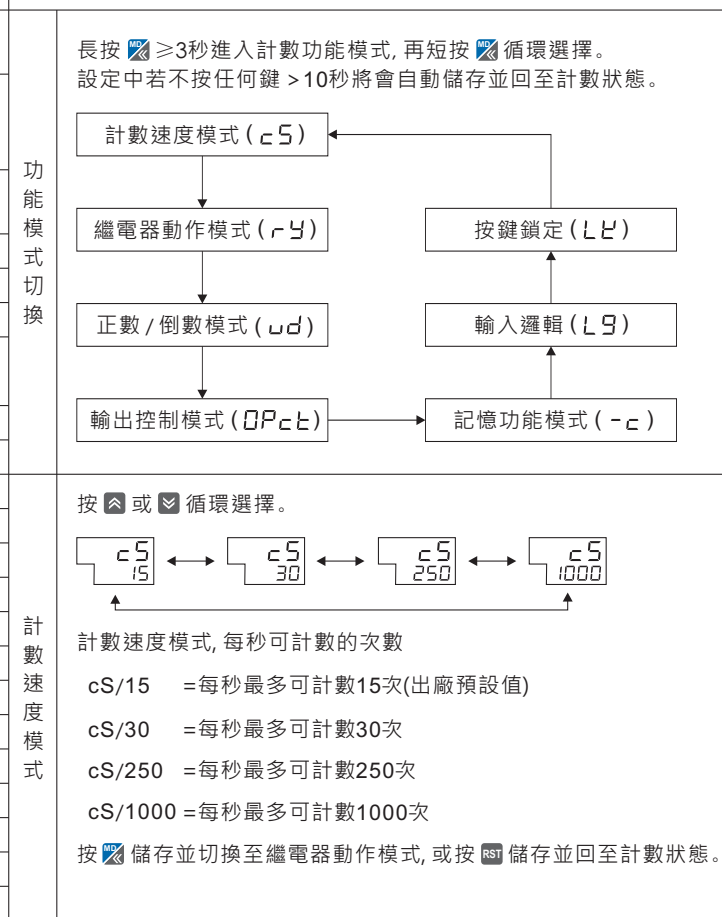 功能模式切換
長按 MD ≥3秒進入計數功能模式, 再短按 MD 循環選擇。
設定中若不按任何鍵 >10秒將會自動儲存並回至計數狀態。
計數速度模式(cS)
繼電器動作模式(rY)
正數/倒數模式(ud)
輸出控制模式(OPct)
記憶功能模式(-c)
輸入邏輯(L9)
按鍵鎖定(LK)
計數速度模式
按 或 循環選擇。
cS
15
cS
30
cS
250
cS
1000
計數速度模式, 每秒可計數的次數
cS/15 =每秒最多可計數15次(出廠預設值)
cS/30 =每秒最多可計數30次
cS/250 =每秒最多可計數250次
cS/1000 =每秒最多可計數1000次
按 MD 儲存並切換至繼電器動作模式, 或按 RST 儲存並回至計數狀態。